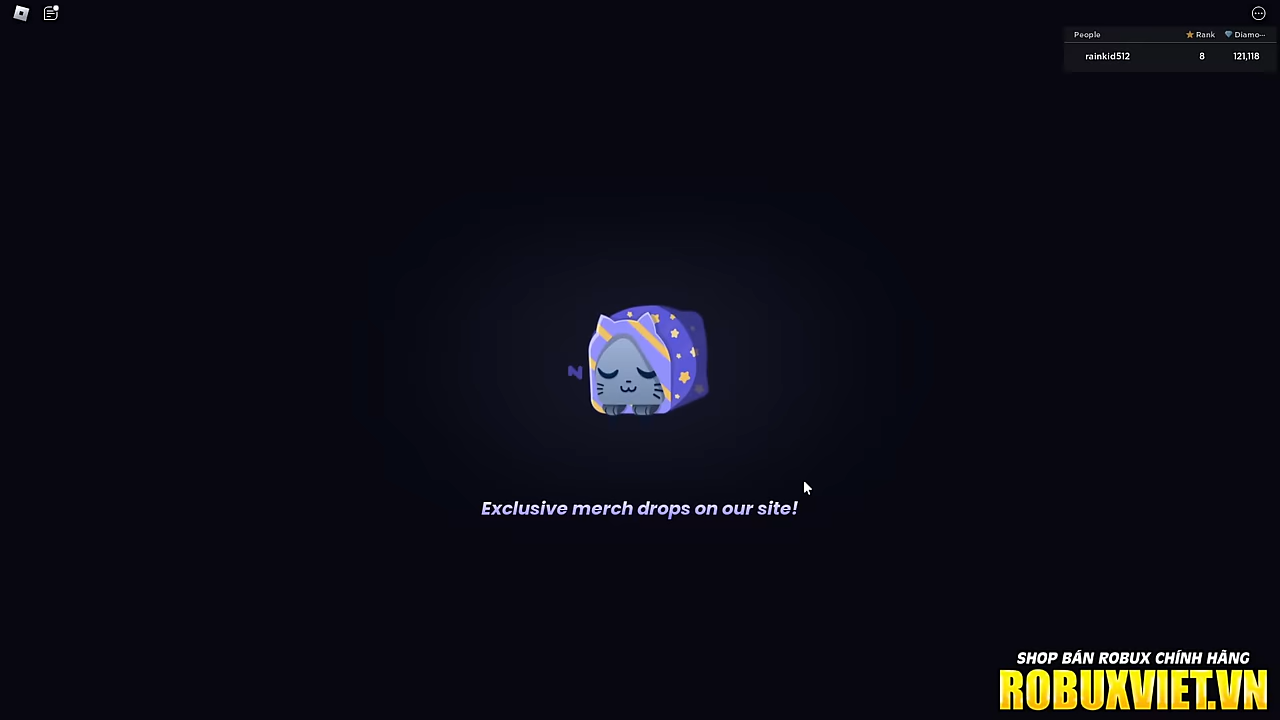 People Rank Diamo···
rainkid512 8 121,118
N
Exclusive merch drops on our site!
SHOP BÁN ROBUX CHÍNH HÃNG
ROBUXVIET.VN